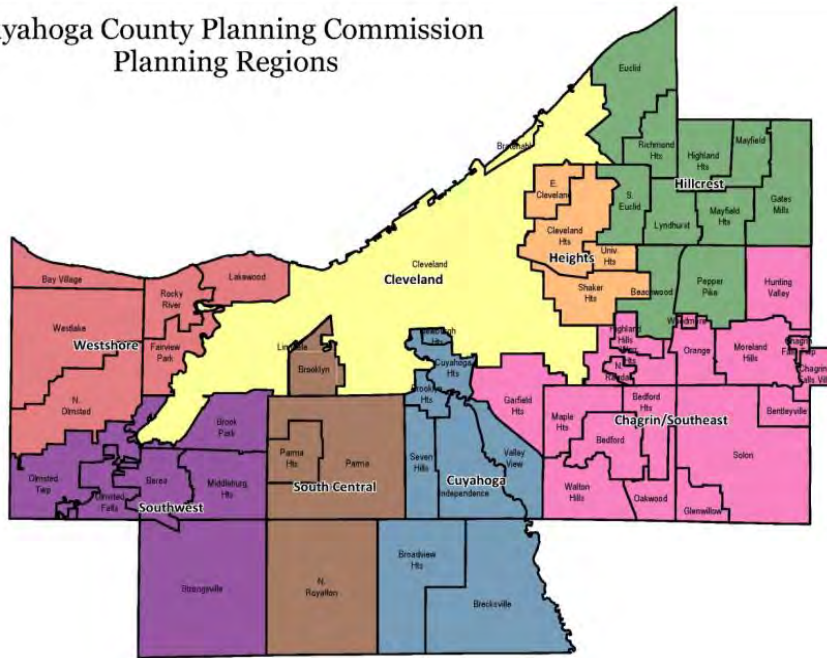 yahoga County Planning Commission
Planning Regions
Euclid
Richmond
Hts
Highland
Hts
Mayfield
Hillcrest
Gates
Mills
S.
Euclid
Lyndhurst
Mayfield
Hts
E.
Cleveland
Cleveland
Hts
Univ.
Hts
Heights
Shaker
Hts
Beachwood
Pepper
Pike
Hunting
Valley
Cleveland
Cleveland
Bay Village
Lakewood
Rocky
River
Westlake
Westshore
Fairview
Park
N.
Olmsted
Brooklyn
Cuyahoga
Hts
Brooklyn
Hts
Highland
Hills
Orange
Moreland
Hills
Garfield
Hts
Maple
Hts
Bedford
Hts
Bedford
Chagrin/Southeast
Bentleyville
Solon
Walton
Hills
Oakwood
Glenwillow
Brook
Park
Olmsted
Twp
Olmsted
Falls
Berea
Middleburg
Hts
Southwest
Parma
Hts
Parma
South Central
Seven
Hills
Valley
View
Cuyahoga
Independence
Strongsville
N.
Royalton
Broadview
Hts
Brecksville